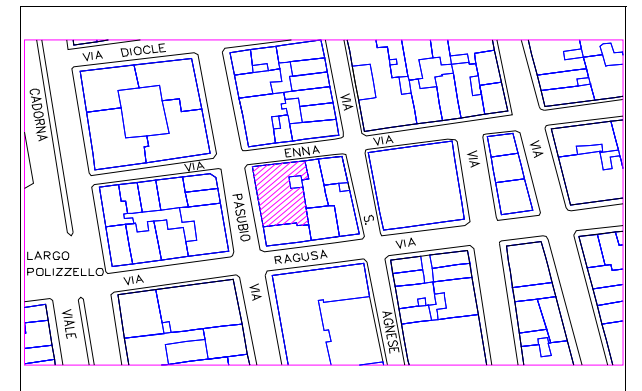 VIA DIOCLE
CADORNA
VIA
ENNA
VIA
VIA
VIA
VIA
PASUBIO
S.
VIA
LARGO
POLIZZELLO
RAGUSA
VIA
VIA
VIALE
AGNESE